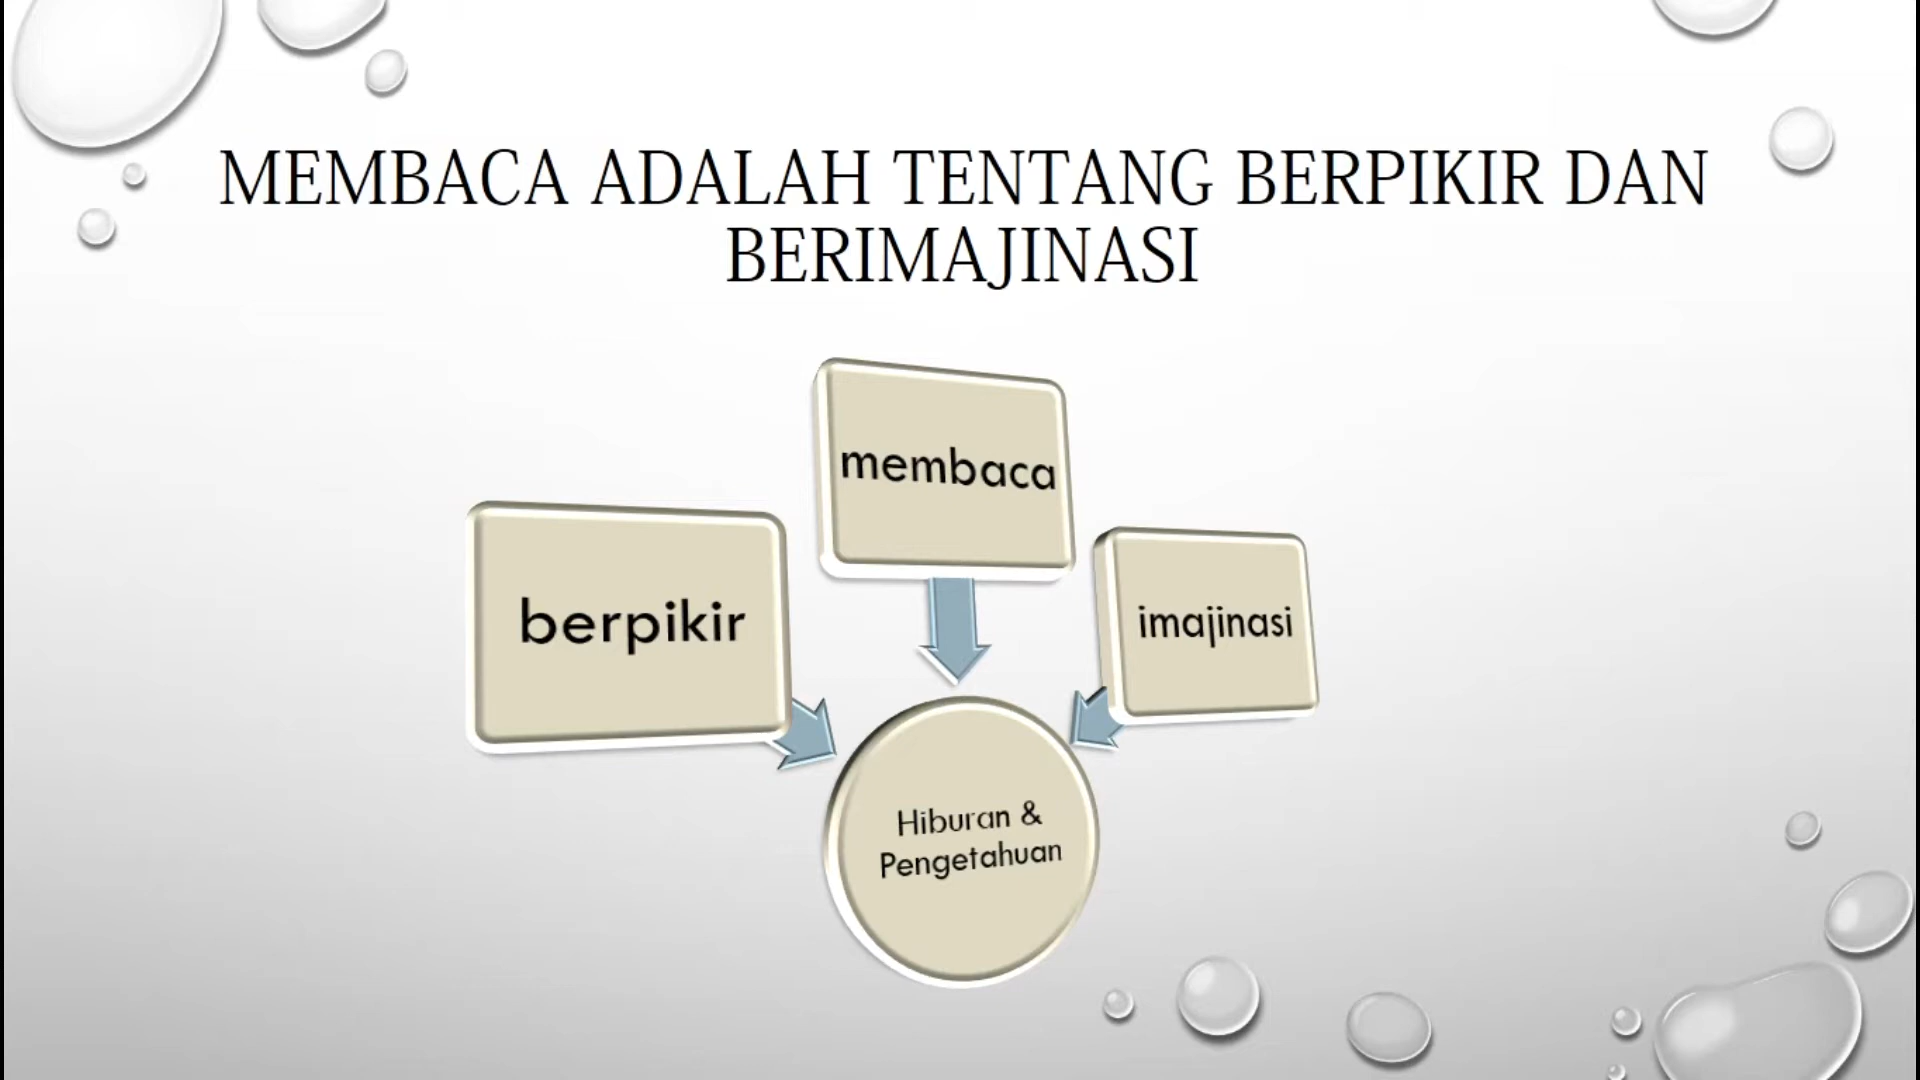 MEMBACA ADALAH TENTANG BERPIKIR DAN
BERIMAJINASI
berpikir
membaca
imajinasi
Hiburan &
Pengetahuan